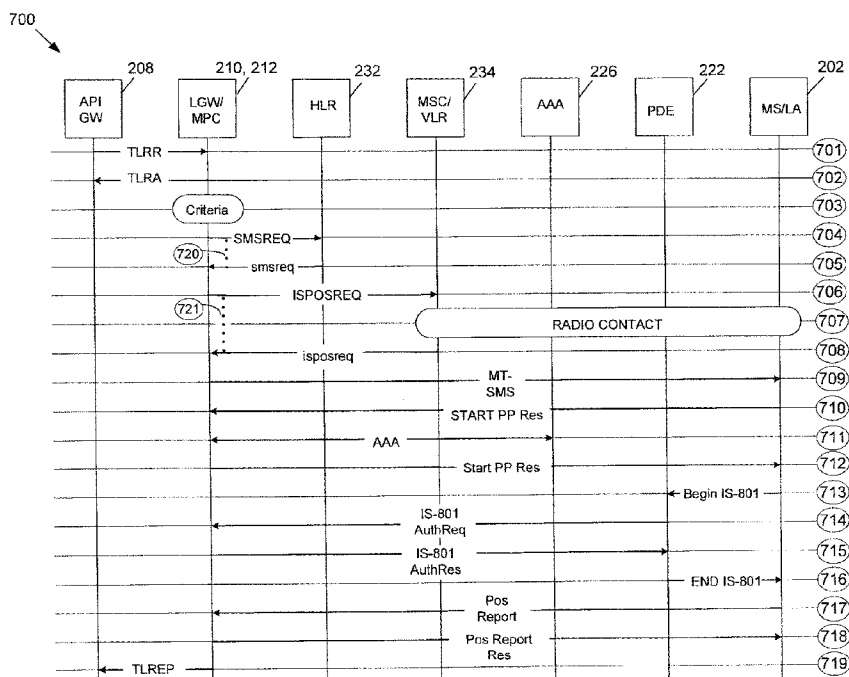 700
208
210, 212
232
234
226
222
202
API
GW
LGW/
MPC
HLR
MSC/
VLR
AAA
PDE
MS/LA
TLRR
701
TLRA
702
Criteria
703
SMSREQ
704
720
smsreq
705
ISPOSREQ
706
721
RADIO CONTACT
707
isposreq
708
MT-
SMS
709
START PP Res
710
AAA
711
Start PP Res
712
Begin IS-801
713
IS-801
AuthReq
714
IS-801
AuthRes
715
END IS-801
716
Pos
Report
717
Pos Report
Res
718
TLREP
719